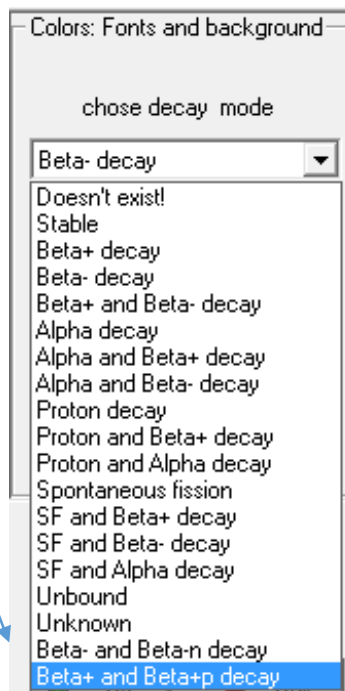 Colors: Fonts and background
chose decay mode
Beta- decay
Doesn't exist!
Stable
Beta+ decay
Beta- decay
Beta+ and Beta- decay
Alpha decay
Alpha and Beta+ decay
Alpha and Beta- decay
Proton decay
Proton and Beta+ decay
Proton and Alpha decay
Spontaneous fission
SF and Beta+ decay
SF and Beta- decay
SF and Alpha decay
Unbound
Unknown
Beta- and Beta-n decay
Beta+ and Beta+p decay